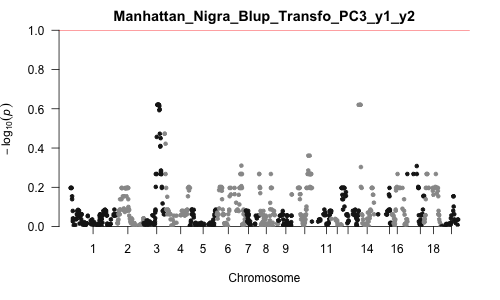 Manhattan_Nigra_Blup_Transfo_PC3_y1_y2
1.0
0.8
0.6
0.4
0.2
0.0
− log₁₀(p)
1 2 3 4 5 6 7 8 9 11 14 16 18
Chromosome